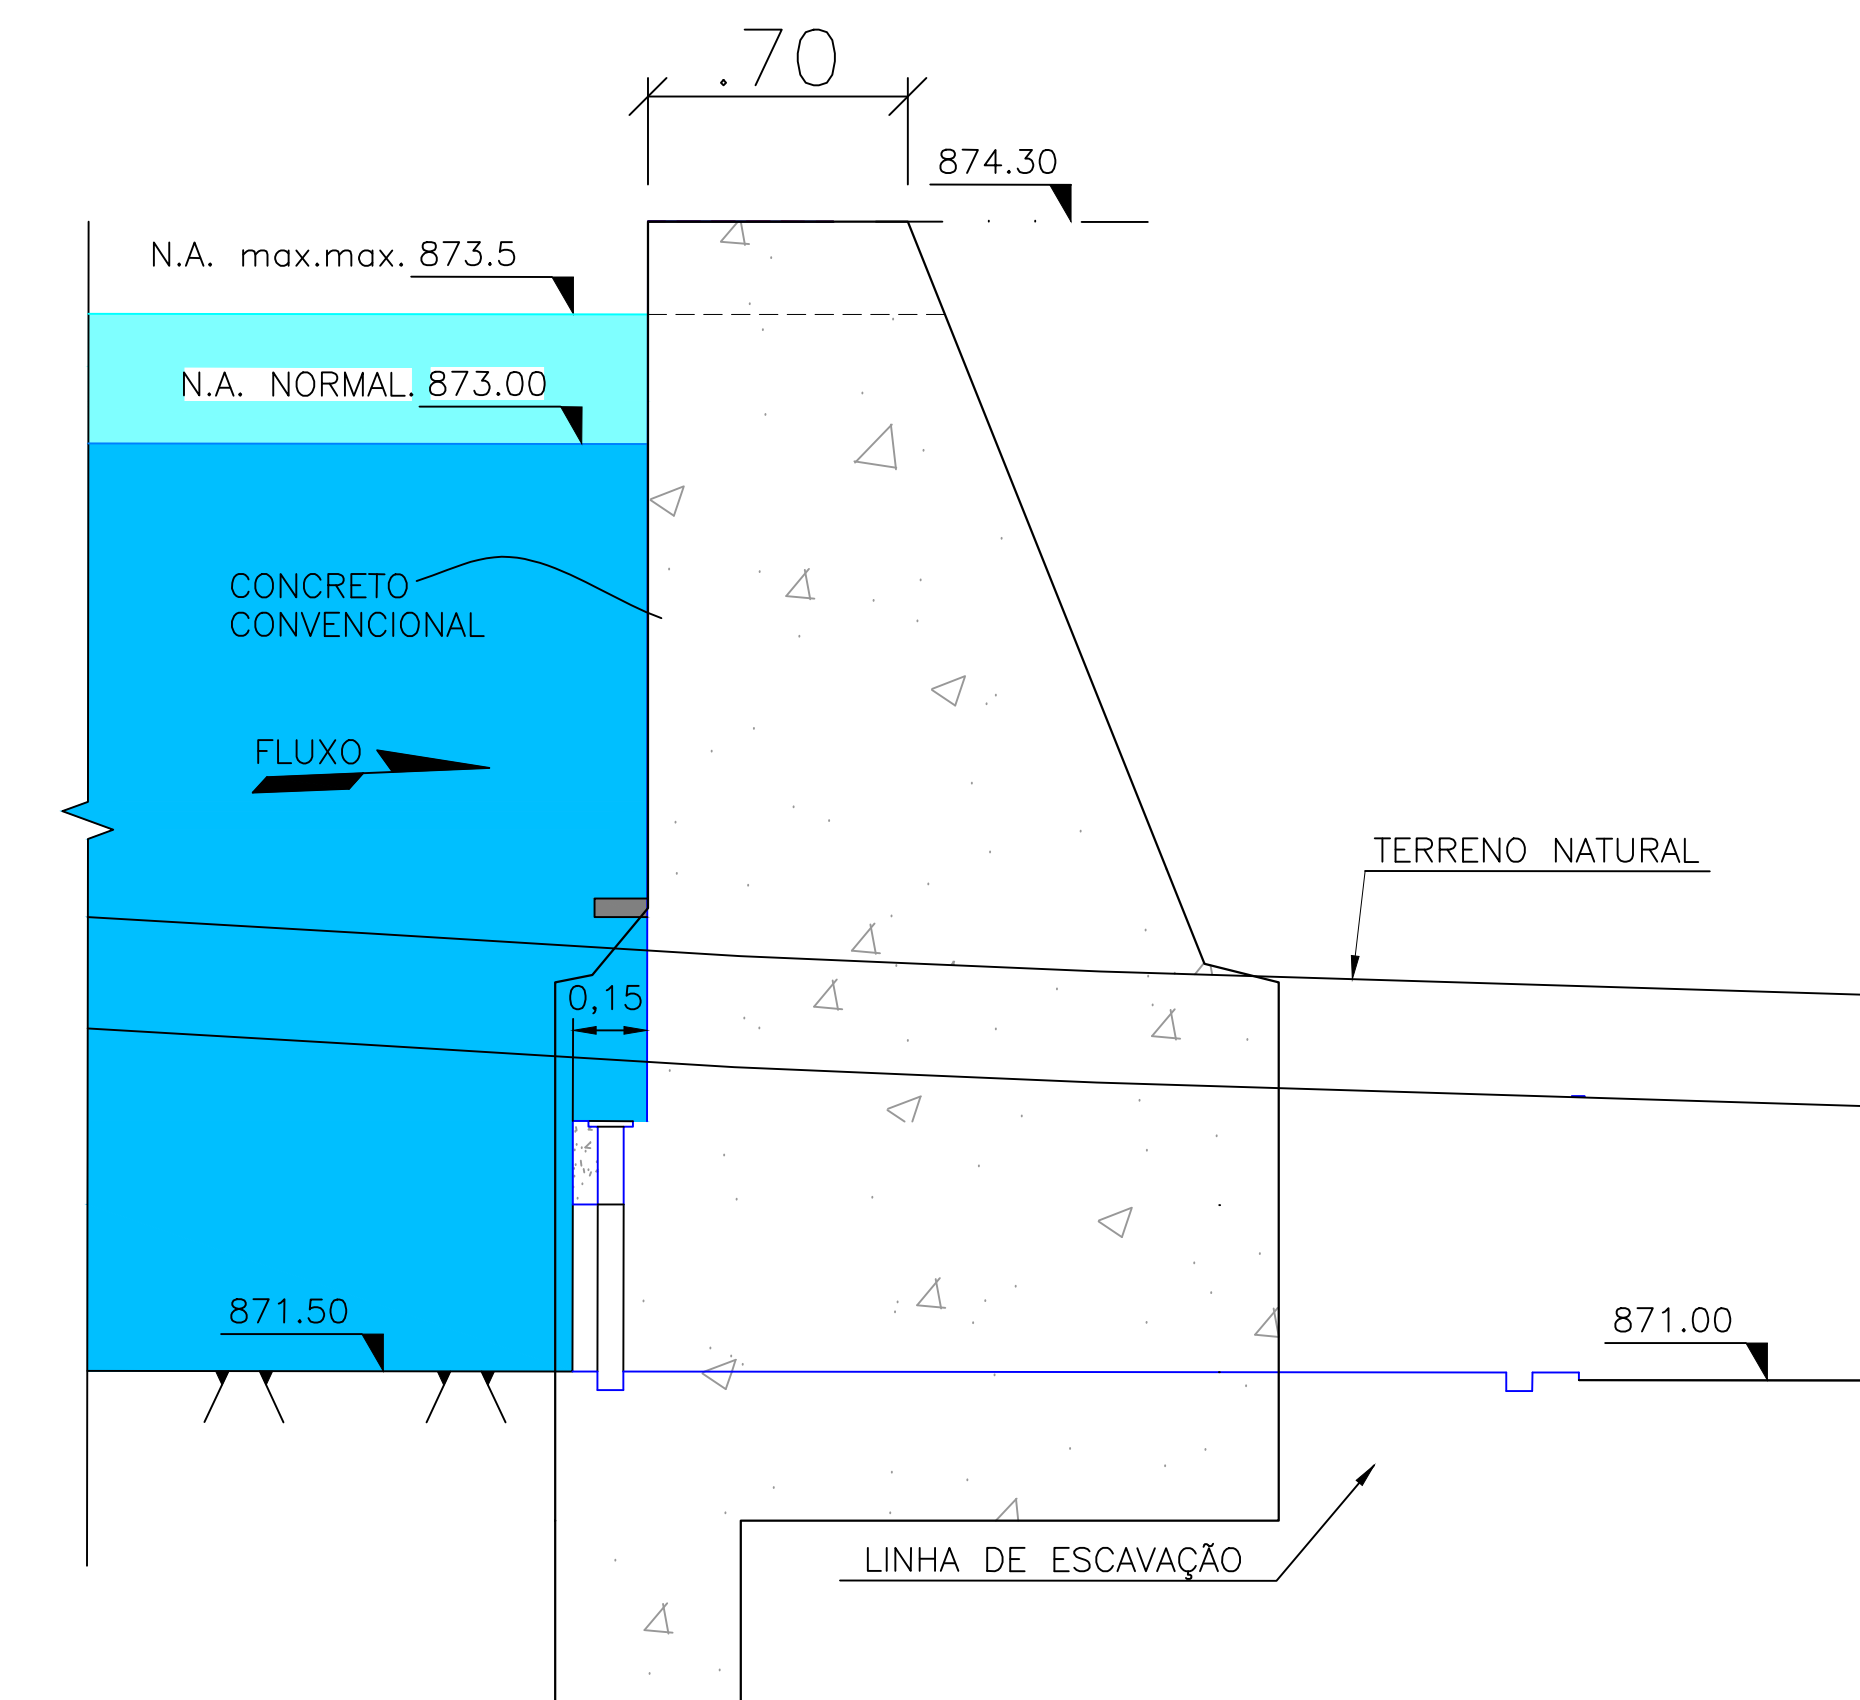 .70
874.30
N.A. max.max. 873.5
N.A. NORMAL. 873.00
CONCRETO
CONVENCIONAL
FLUXO
TERRENO NATURAL
0,15
871.50
871.00
LINHA DE ESCAVAÇÃO